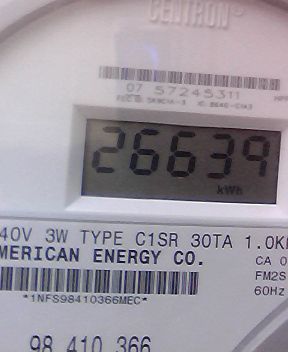 CENTRON
07 57245311
26639
kWh
40V 3W TYPE C1SR 30TA 1.0K
MERICAN ENERGY CO.
CA 0
FM2S
60Hz
*1NFS98410366MEC*
98 410 366